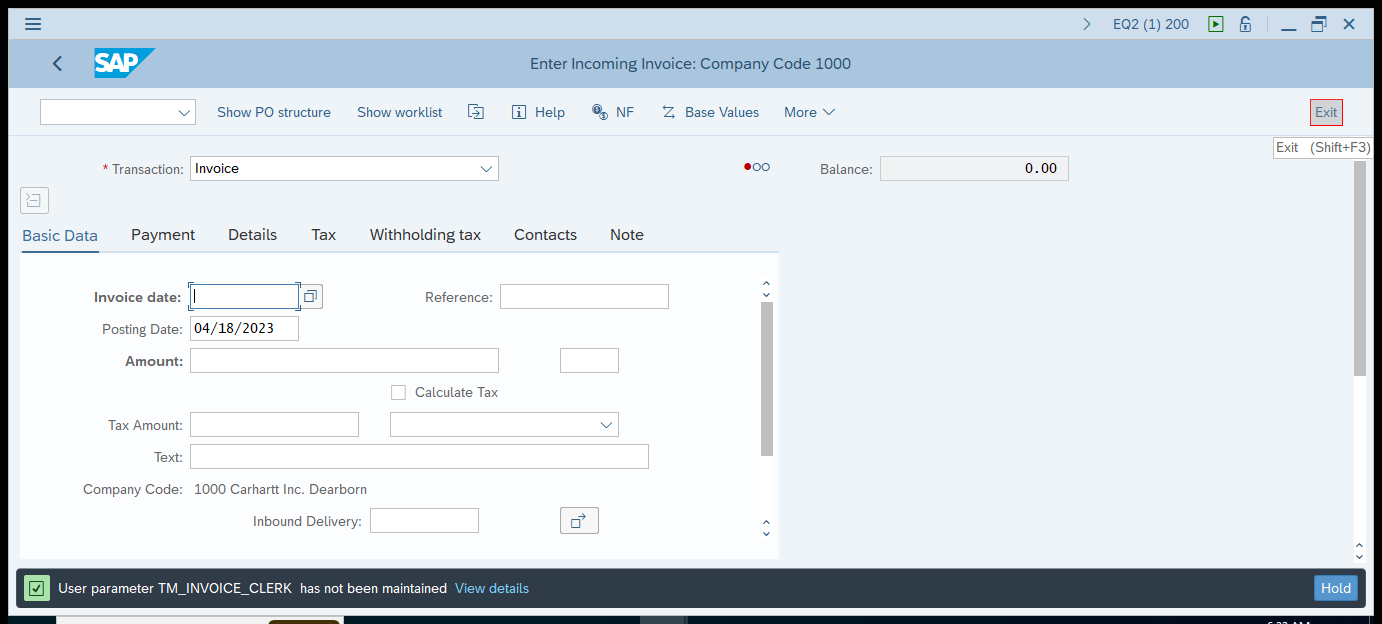 EQ2 (1) 200
SAP
Enter Incoming Invoice: Company Code 1000
Show PO structure
Show worklist
Help
NF
Base Values
More
Exit
Exit (Shift+F3)
* Transaction: Invoice
Balance: 0.00
Basic Data
Payment
Details
Tax
Withholding tax
Contacts
Note
Invoice date:
Reference:
Posting Date: 04/18/2023
Amount:
Calculate Tax
Tax Amount:
Text:
Company Code: 1000 Carhartt Inc. Dearborn
Inbound Delivery:
User parameter TM_INVOICE_CLERK has not been maintained View details
Hold